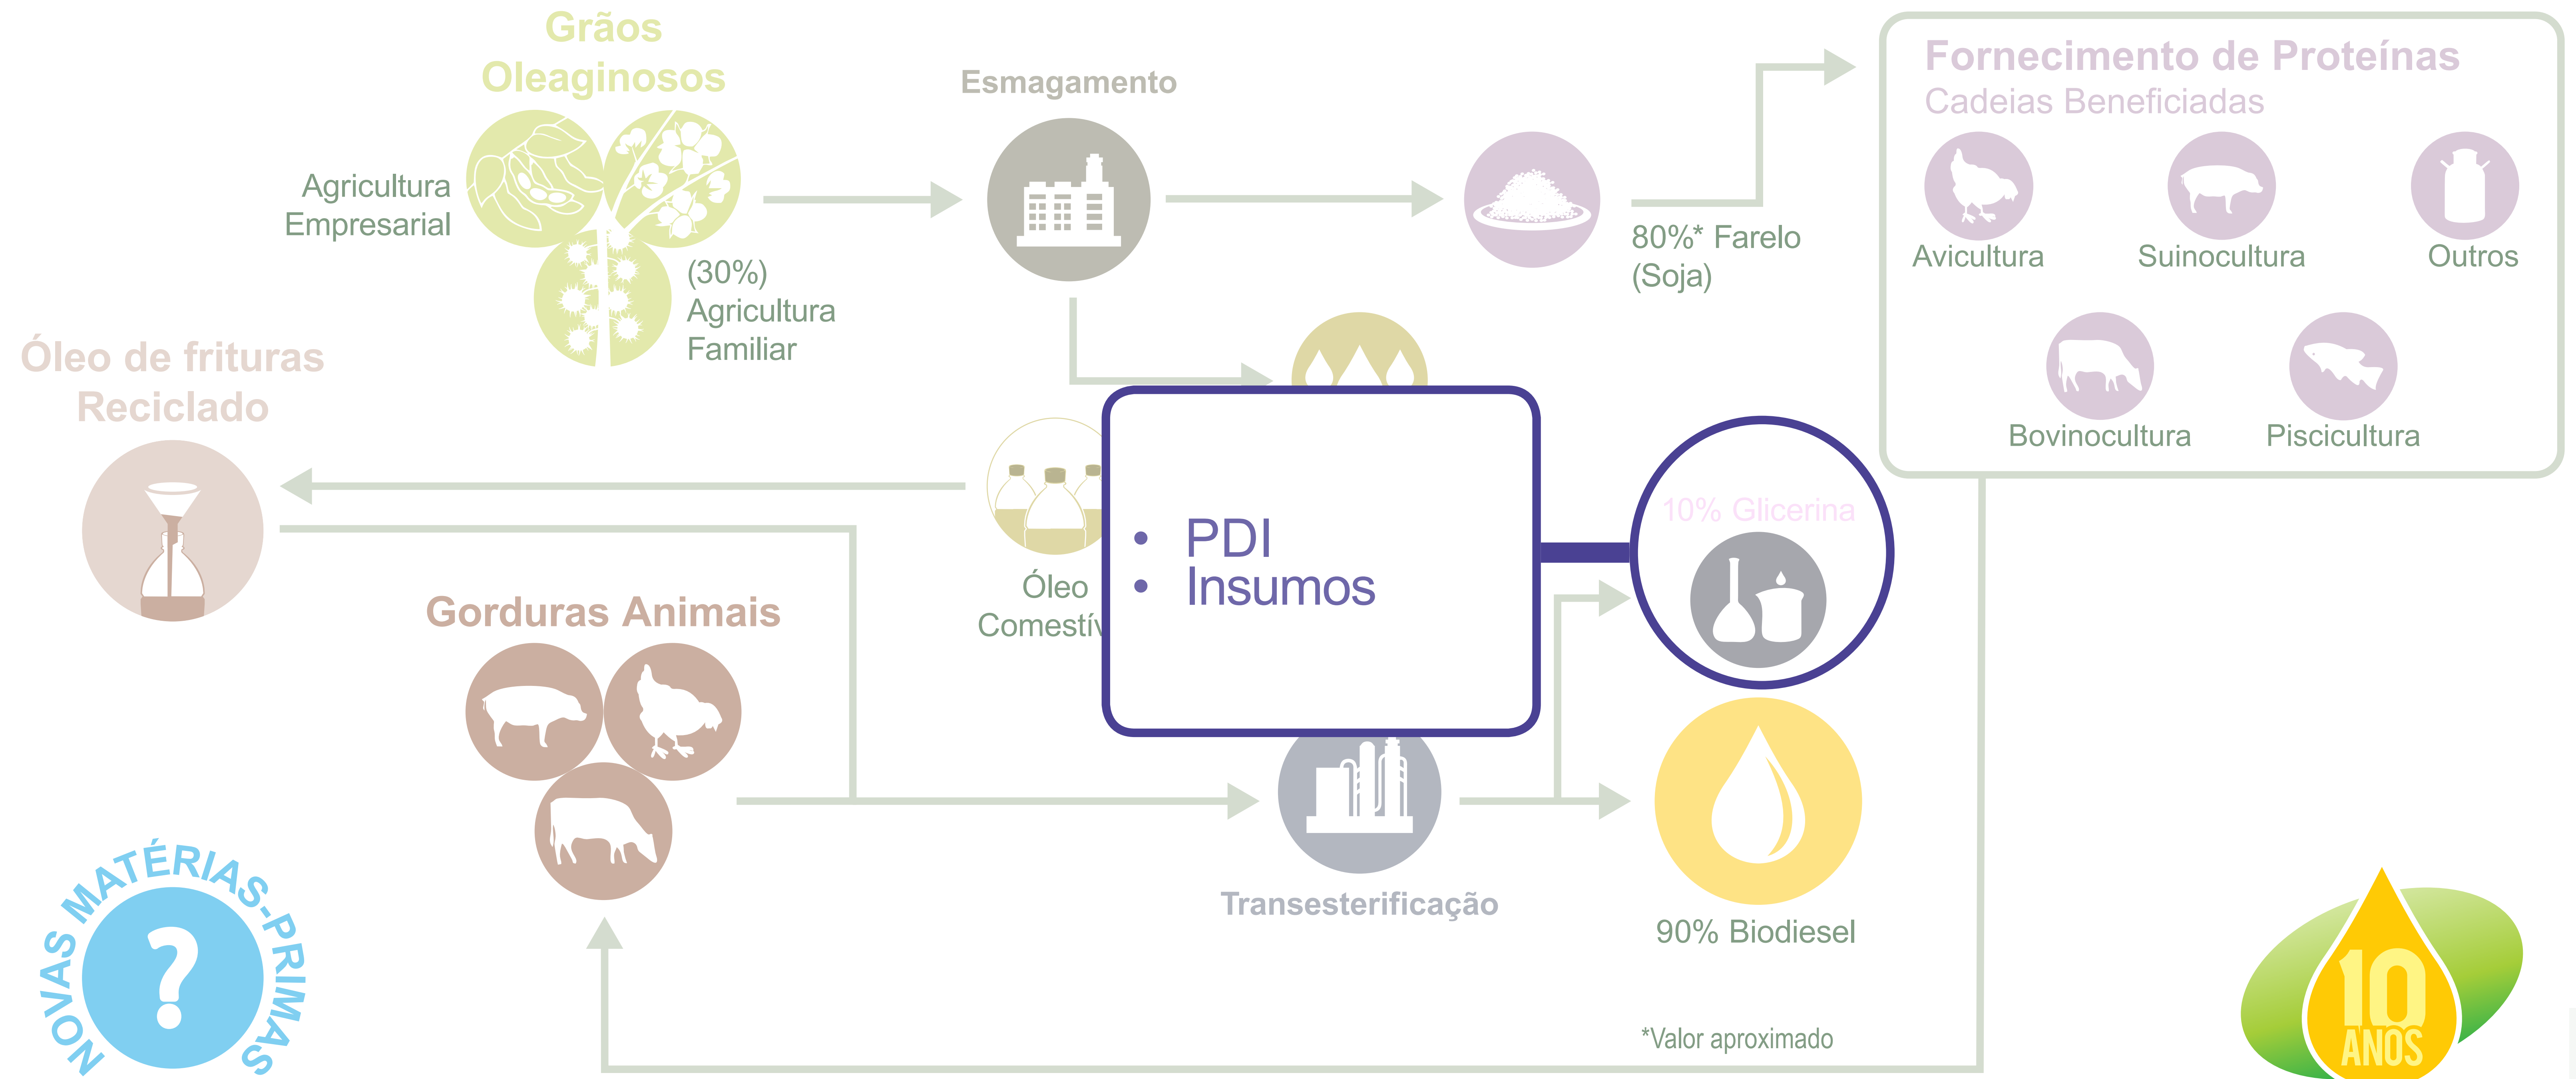 Grãos
Oleaginosos
Agricultura
Empresarial
(30%)
Agricultura
Familiar
Esmagamento
80%* Farelo
(Soja)
Fornecimento de Proteínas
Cadeias Beneficiadas
Avicultura
Suinocultura
Outros
Bovinocultura
Piscicultura
Óleo de frituras
Reciclado
Óleo
• PDI
• Insumos
10% Glicerina
Gorduras Animais
Transesterificação
90% Biodiesel
*Valor aproximado
NOVAS MATÉRIAS-PRIMAS
?
10
ANOS